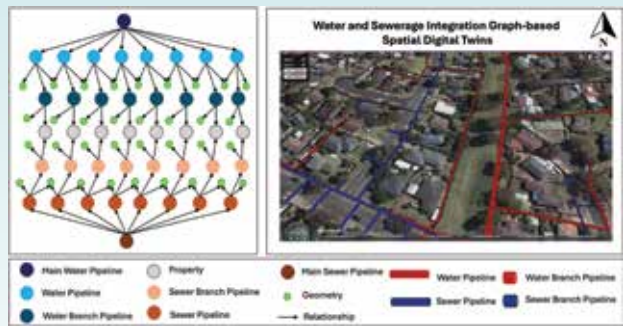 Water and Sewerage Integration Graph-based
Spatial Digital Twins
N
Main Water Pipeline
Property
Main Sewer Pipeline
Water Pipeline
Water Branch Pipeline
Water Pipeline
Sewer Branch Pipeline
Geometry
Sewer Pipeline
Sewer Branch Pipeline
Water Branch Pipeline
Sewer Pipeline
Relationship